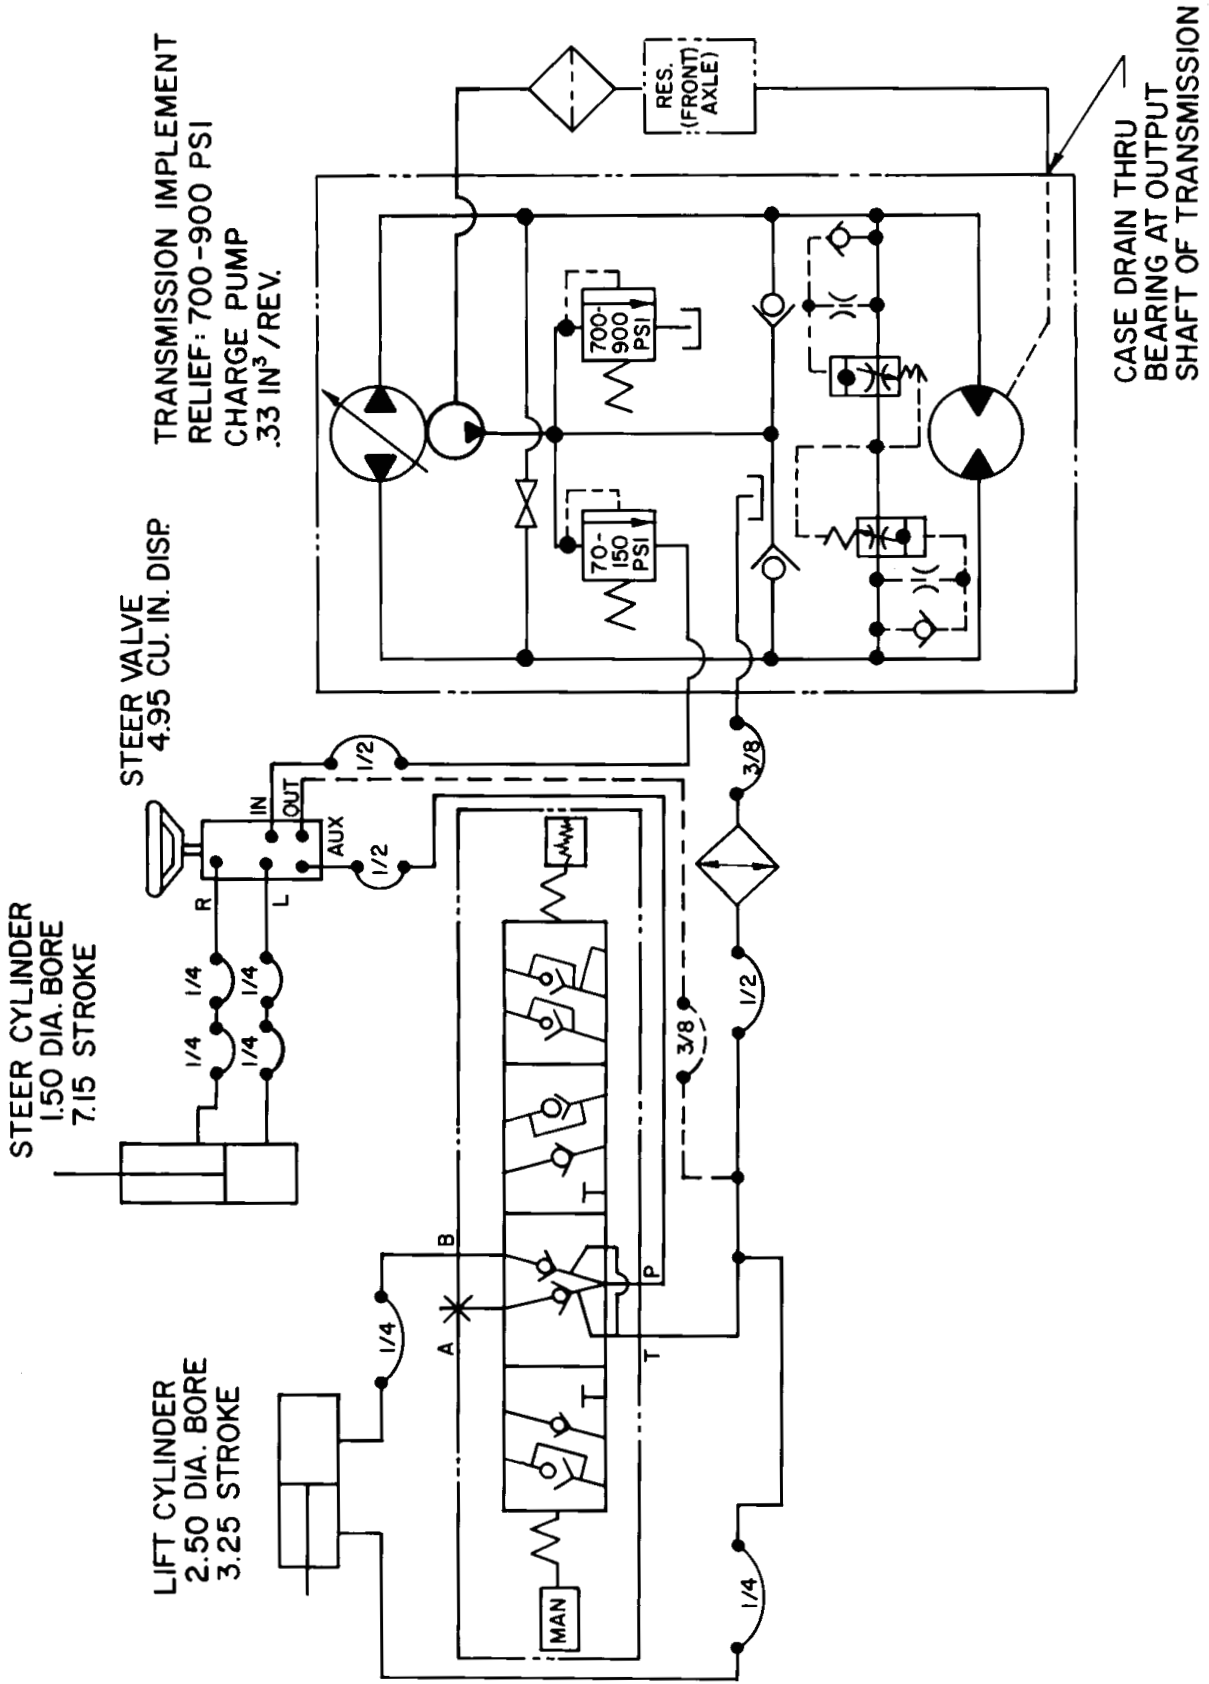 STEER CYLINDER
1.50 DIA. BORE
7.15 STROKE
STEER VALVE
4.95 CU. IN. DISP.
TRANSMISSION IMPLEMENT
RELIEF: 700-900 PSI
CHARGE PUMP
.33 IN³/REV.
LIFT CYLINDER
2.50 DIA. BORE
3.25 STROKE
R
L
IN
OUT
AUX
1/4
1/4
1/4
1/4
1/2
1/2
1/4
A
B
T
P
MAN
3/8
1/2
3/8
1/4
70-
150
PSI
700-
900
PSI
RES.
(FRONT)
AXLE)
CASE DRAIN THRU
BEARING AT OUTPUT
SHAFT OF TRANSMISSION